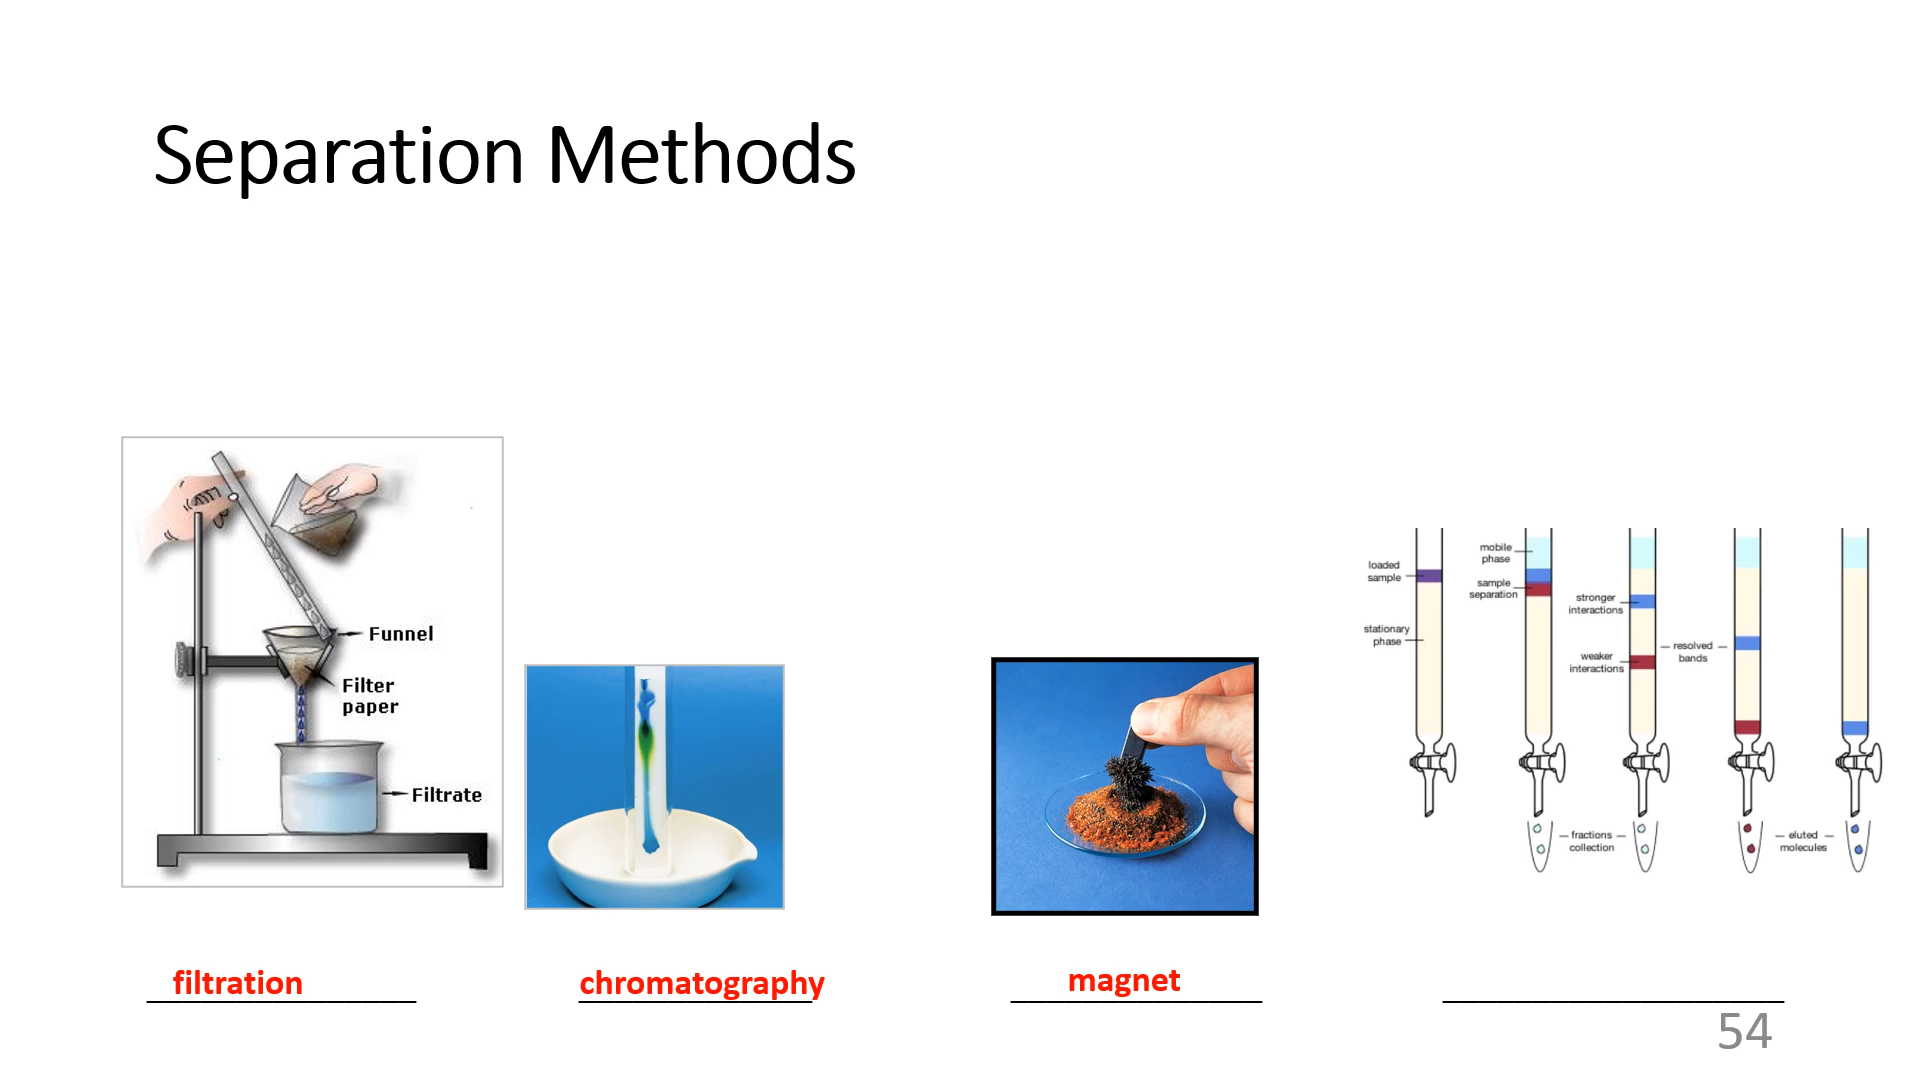 Separation Methods
Funnel
Filter
paper
Filtrate
loaded
sample
stationary
phase
mobile
phase
sample
separation
stronger
interactions
weaker
interactions
resolved
bands
fractions
collection
eluted
molecules
filtration
chromatography
magnet
54